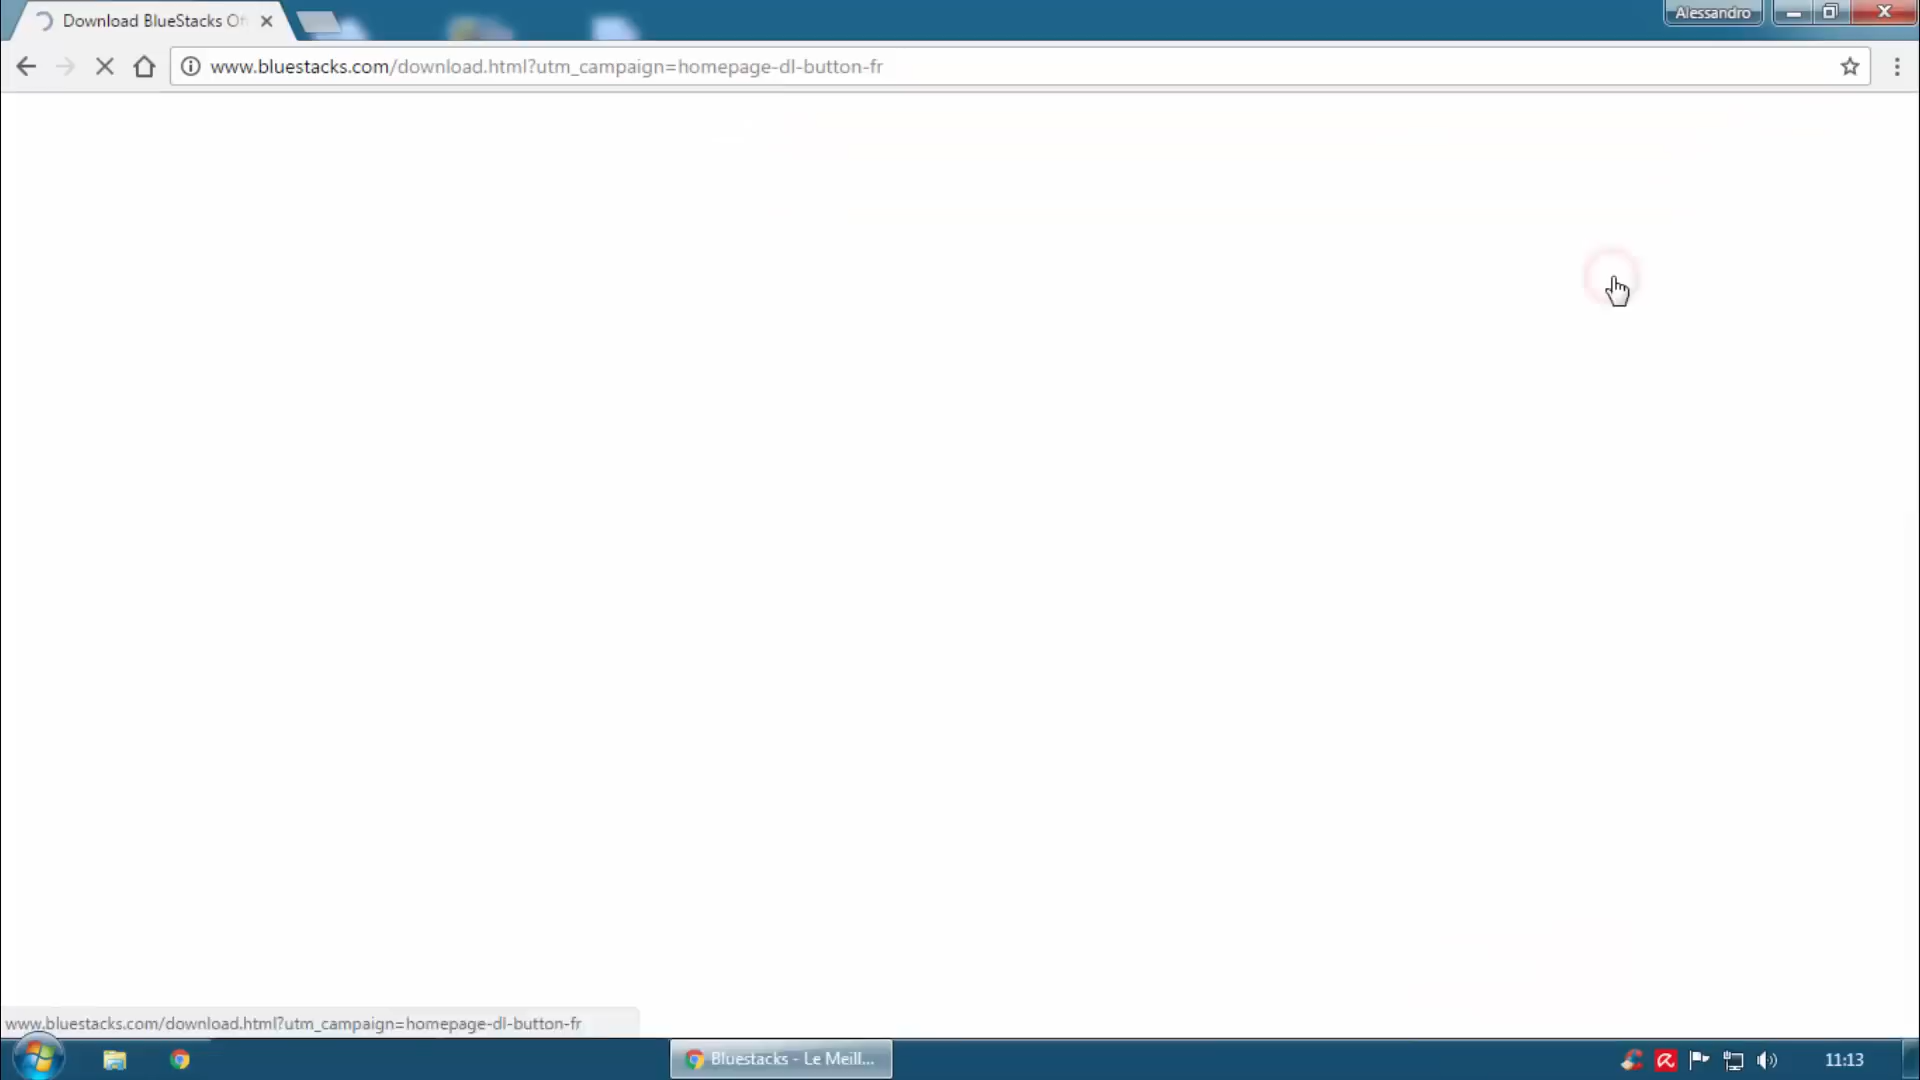 Download BlueStacks Of
Alessandro
www.bluestacks.com/download.html?utm_campaign=homepage-dl-button-fr
www.bluestacks.com/download.html?utm_campaign=homepage-dl-button-fr
Bluestacks - Le Meill...
11:13